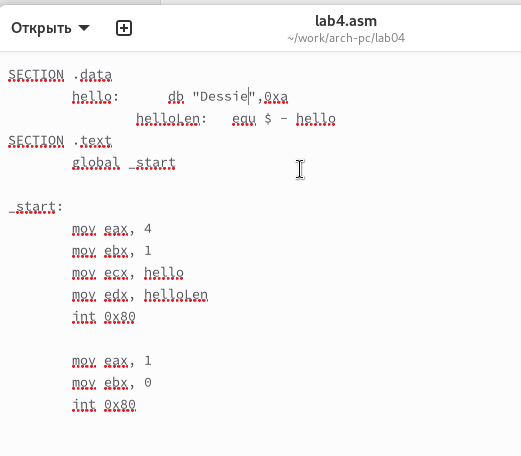 Открыть
lab4.asm
~/work/arch-pc/lab04
SECTION .data
hello: db "Dessie",0xa
helloLen: equ $ - hello
SECTION .text
global _start
_start:
mov eax, 4
mov ebx, 1
mov ecx, hello
mov edx, helloLen
int 0x80
mov eax, 1
mov ebx, 0
int 0x80